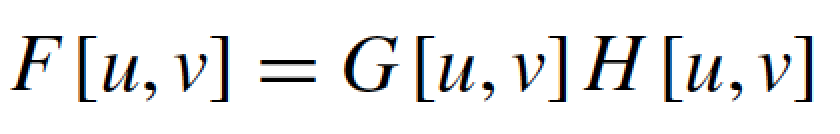 F[u, v] = G[u, v] H[u, v]